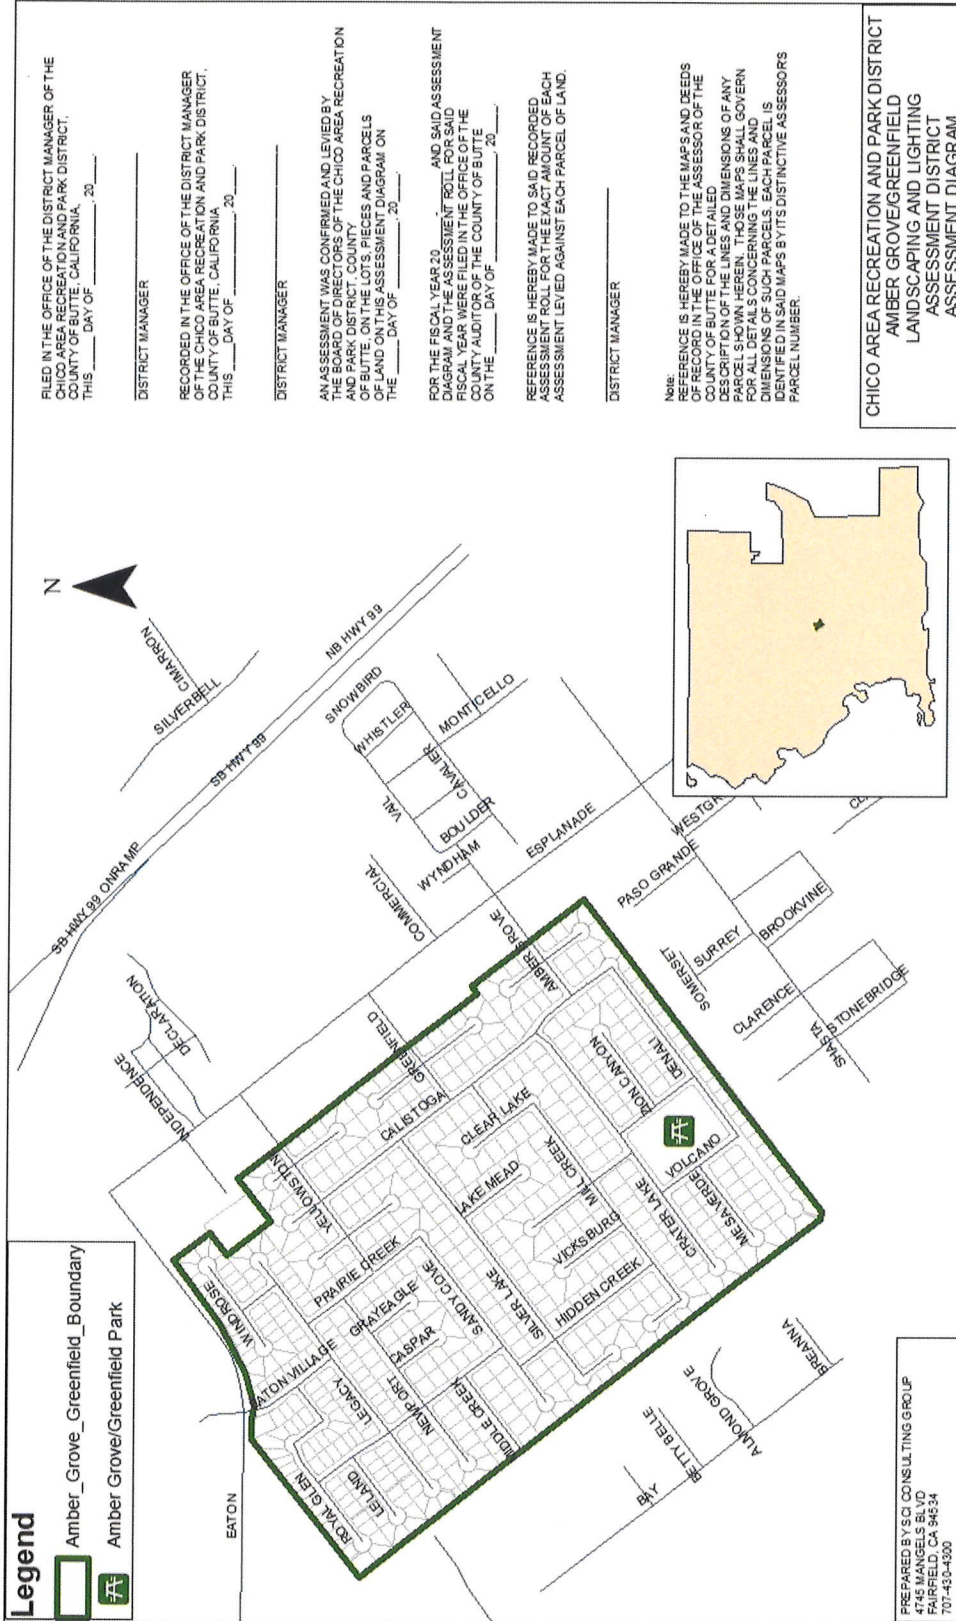 Legend
Amber_Grove_Greenfield_Boundary
Amber Grove/Greenfield Park
EATON
WINDROSE
EATON VILLAGE
ROYAL GLEN
LELAND
LEGACY
NEWPORT
MIDDLE CREEK
CASPAR
GRAYEAGLE
SANDY COVE
PRAIRIE CREEK
YELLOWSTON
INDEPENDENCE
DECLARATION
GREENFIELD
CALISTOGA
CLEAR LAKE
LAKE MEAD
SILVER LAKE
MILL CREEK
VICKSBURG
HIDDEN CREEK
CRATER LAKE
MESA VERDE
VOLCANO
ZION CANYON
DENALI
AMBER GROVE
BAY
BETTY BELLE
ALMOND GROVE
BREANNA
SB HWY 99 ONRAMP
SB HWY 99
NB HWY 99
SILVERBELL
CIMARRON
N
COMMERCIAL
WYNDHAM
BOULDER
VAIL
CAVALIER
WHISTLER
SNOWBIRD
MONTICELLO
ESPLANADE
PASO GRANDE
WESTGR
SOMERSET
SURREY
BROOKVINE
CLARENCE
SHASTA
STONEBRIDGE
PREPARED BY SCI CONSULTING GROUP
4745 MANGELS BLVD
FAIRFIELD, CA 94534
707-430-4300
FILED IN THE OFFICE OF THE DISTRICT MANAGER OF THE
CHICO AREA RECREATION AND PARK DISTRICT,
COUNTY OF BUTTE, CALIFORNIA,
THIS ____ DAY OF ________, 20___.
DISTRICT MANAGER
RECORDED IN THE OFFICE OF THE DISTRICT MANAGER
OF THE CHICO AREA RECREATION AND PARK DISTRICT,
COUNTY OF BUTTE, CALIFORNIA
THIS ____ DAY OF ________, 20___.
DISTRICT MANAGER
AN ASSESSMENT WAS CONFIRMED AND LEVIED BY
THE BOARD OF DIRECTORS OF THE CHICO AREA RECREATION
AND PARK DISTRICT, COUNTY
OF BUTTE, ON THE LOTS, PIECES AND PARCELS
OF LAND ON THIS ASSESSMENT DIAGRAM ON
THE ____ DAY OF ________, 20___.
FOR THE FISCAL YEAR 20___-___ AND SAID ASSESSMENT
DIAGRAM AND THE ASSESSMENT ROLL FOR SAID
FISCAL YEAR WERE FILED IN THE OFFICE OF THE
COUNTY AUDITOR OF THE COUNTY OF BUTTE
ON THE ____ DAY OF ____________, 20___.
REFERENCE IS HEREBY MADE TO SAID RECORDED
ASSESSMENT ROLL FOR THE EXACT AMOUNT OF EACH
ASSESSMENT LEVIED AGAINST EACH PARCEL OF LAND.
DISTRICT MANAGER
Note:
REFERENCE IS HEREBY MADE TO THE MAPS AND DEEDS
OF RECORD IN THE OFFICE OF THE ASSESSOR OF THE
COUNTY OF BUTTE FOR A DETAILED
DESCRIPTION OF THE LINES AND DIMENSIONS OF ANY
PARCEL SHOWN HEREIN. THOSE MAPS SHALL GOVERN
FOR ALL DETAILS CONCERNING THE LINES AND
DIMENSIONS OF SUCH PARCELS. EACH PARCEL IS
IDENTIFIED IN SAID MAPS BY ITS DISTINCTIVE ASSESSORS
PARCEL NUMBER.
CHICO AREA RECREATION AND PARK DISTRICT
AMBER GROVE/GREENFIELD
LANDSCAPING AND LIGHTING
ASSESSMENT DISTRICT
ASSESSMENT DIAGRAM